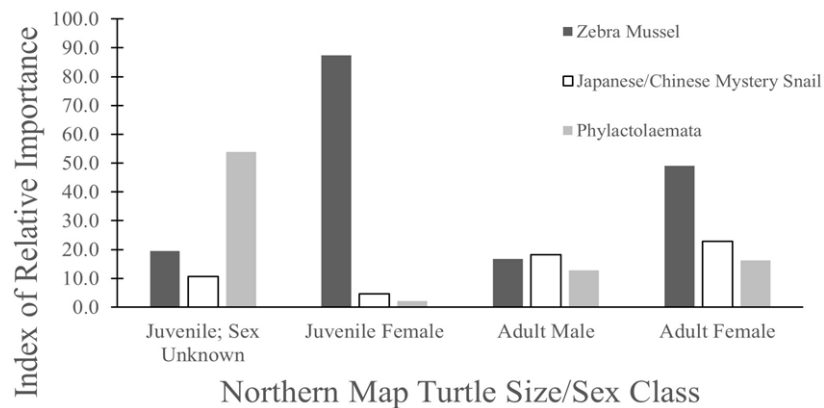 Index of Relative Importance
100.0
90.0
80.0
70.0
60.0
50.0
40.0
30.0
20.0
10.0
0.0
Zebra Mussel
Japanese/Chinese Mystery Snail
Phylactolaemata
Juvenile; Sex
Unknown
Juvenile Female
Adult Male
Adult Female
Northern Map Turtle Size/Sex Class